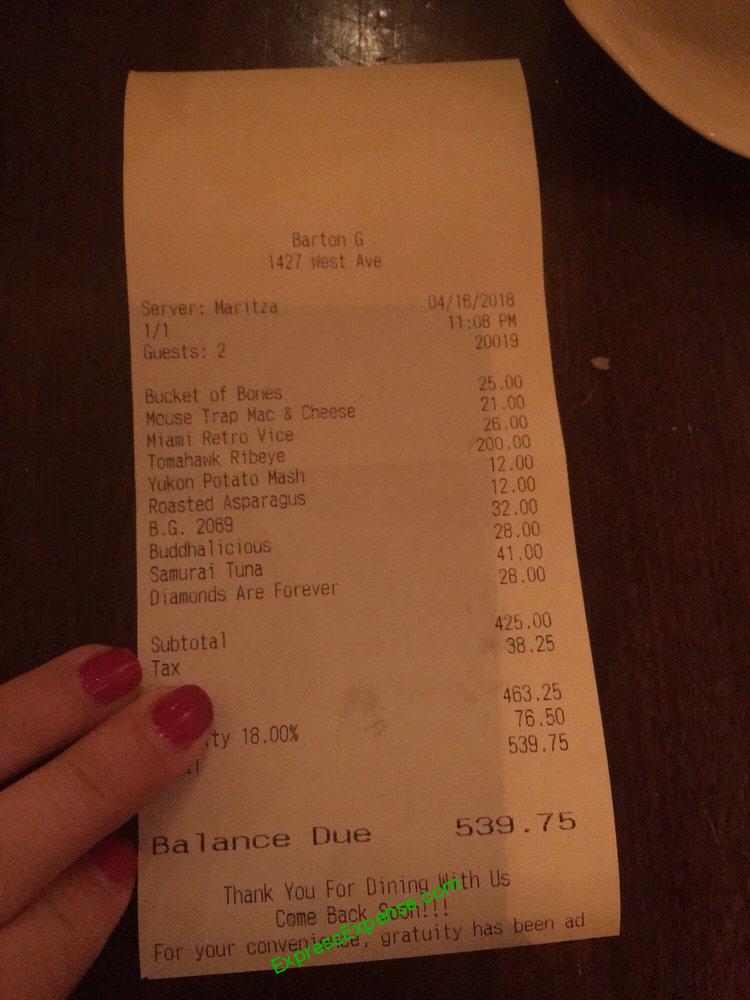 Barton G
1427 West Ave
Server: Maritza 04/16/2018
1/1 11:08 PM
Guests: 2 20019
Bucket of Bones 25.00
Mouse Trap Mac & Cheese 21.00
Miami Retro Vice 26.00
Tomahawk Ribeye 200.00
Yukon Potato Mash 12.00
Roasted Asparagus 12.00
B.G. 2069 32.00
Buddhalicious 28.00
Samurai Tuna 41.00
Diamonds Are Forever 28.00
Subtotal 425.00
Tax 38.25
463.25
ty 18.00% 76.50
539.75
Balance Due 539.75
Thank You For Dining With Us
Come Back Soon!!!
For your convenience, gratuity has been ad
ExpressExpense.com